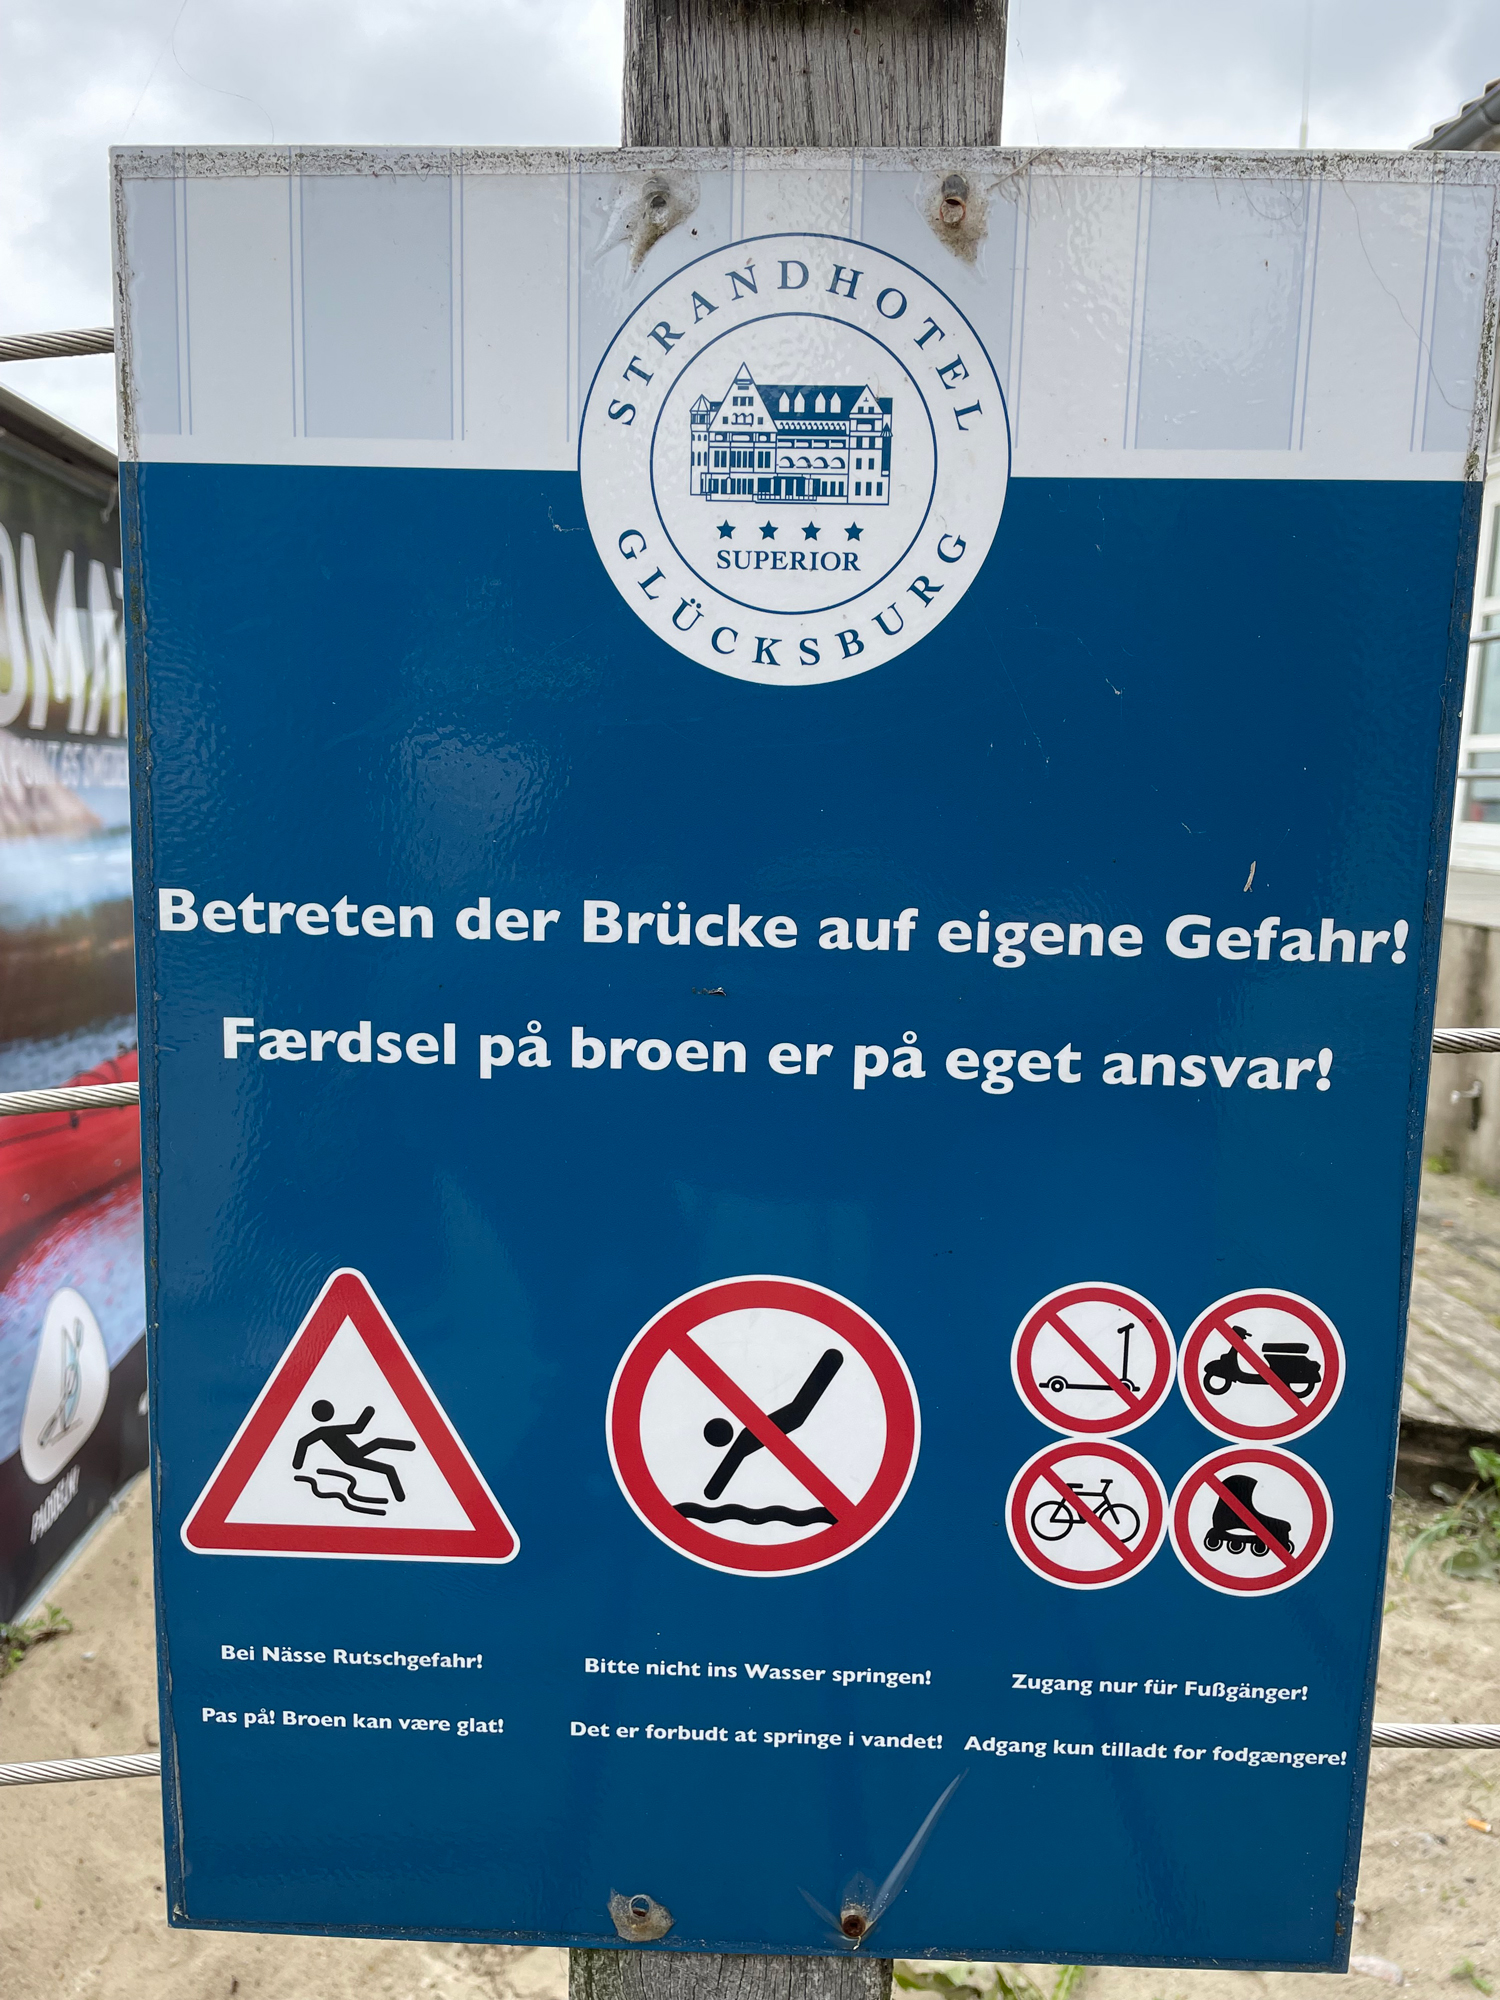 STRANDHOTEL
SUPERIOR
GLÜCKSBURG
Betreten der Brücke auf eigene Gefahr!
Færdsel på broen er på eget ansvar!
Bei Nässe Rutschgefahr!
Pas på! Broen kan være glat!
Bitte nicht ins Wasser springen!
Det er forbudt at springe i vandet!
Zugang nur für Fußgänger!
Adgang kun tilladt for fodgængere!
PADDELN